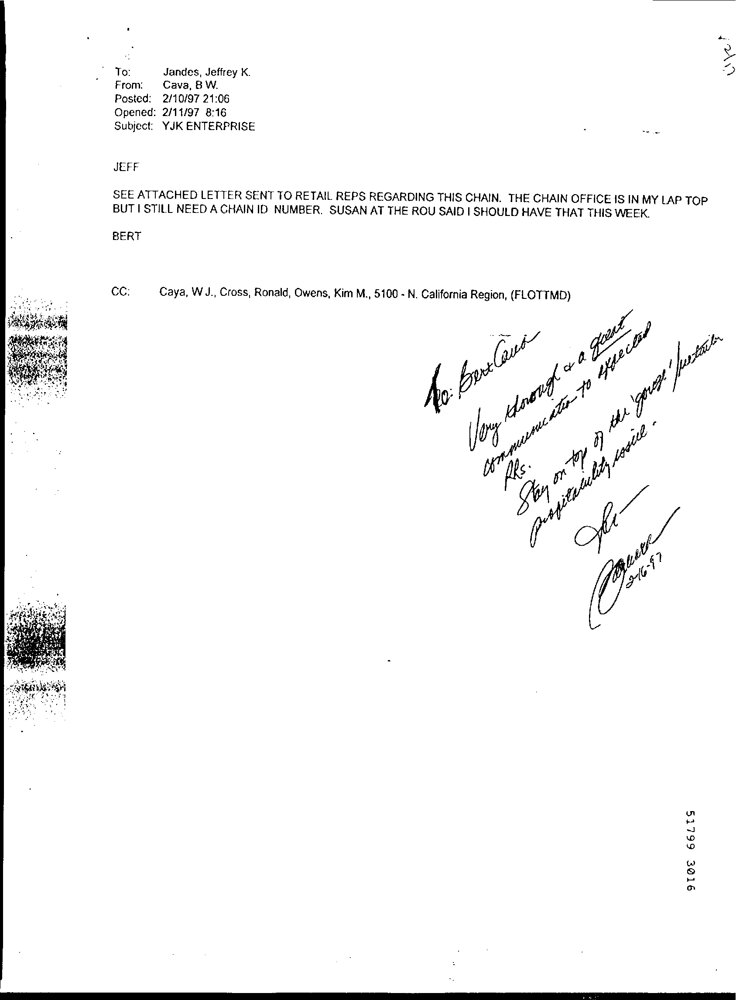 To: Jandes, Jeffrey K.
From: Cava, B W.
Posted: 2/10/97 21:06
Opened: 2/11/97 8:16
Subject: YJK ENTERPRISE
JEFF
SEE ATTACHED LETTER SENT TO RETAIL REPS REGARDING THIS CHAIN. THE CHAIN OFFICE IS IN MY LAP TOP
BUT I STILL NEED A CHAIN ID NUMBER. SUSAN AT THE ROU SAID I SHOULD HAVE THAT THIS WEEK.
BERT
CC: Caya, W J., Cross, Ronald, Owens, Kim M., 5100 - N. California Region, (FLOTTMD)
To: Bert Cava
Very thorough & a great
communication to affected
RRs.
Stay on top of the 'gouge'
profitability issue.
2-16-97
51799 3016